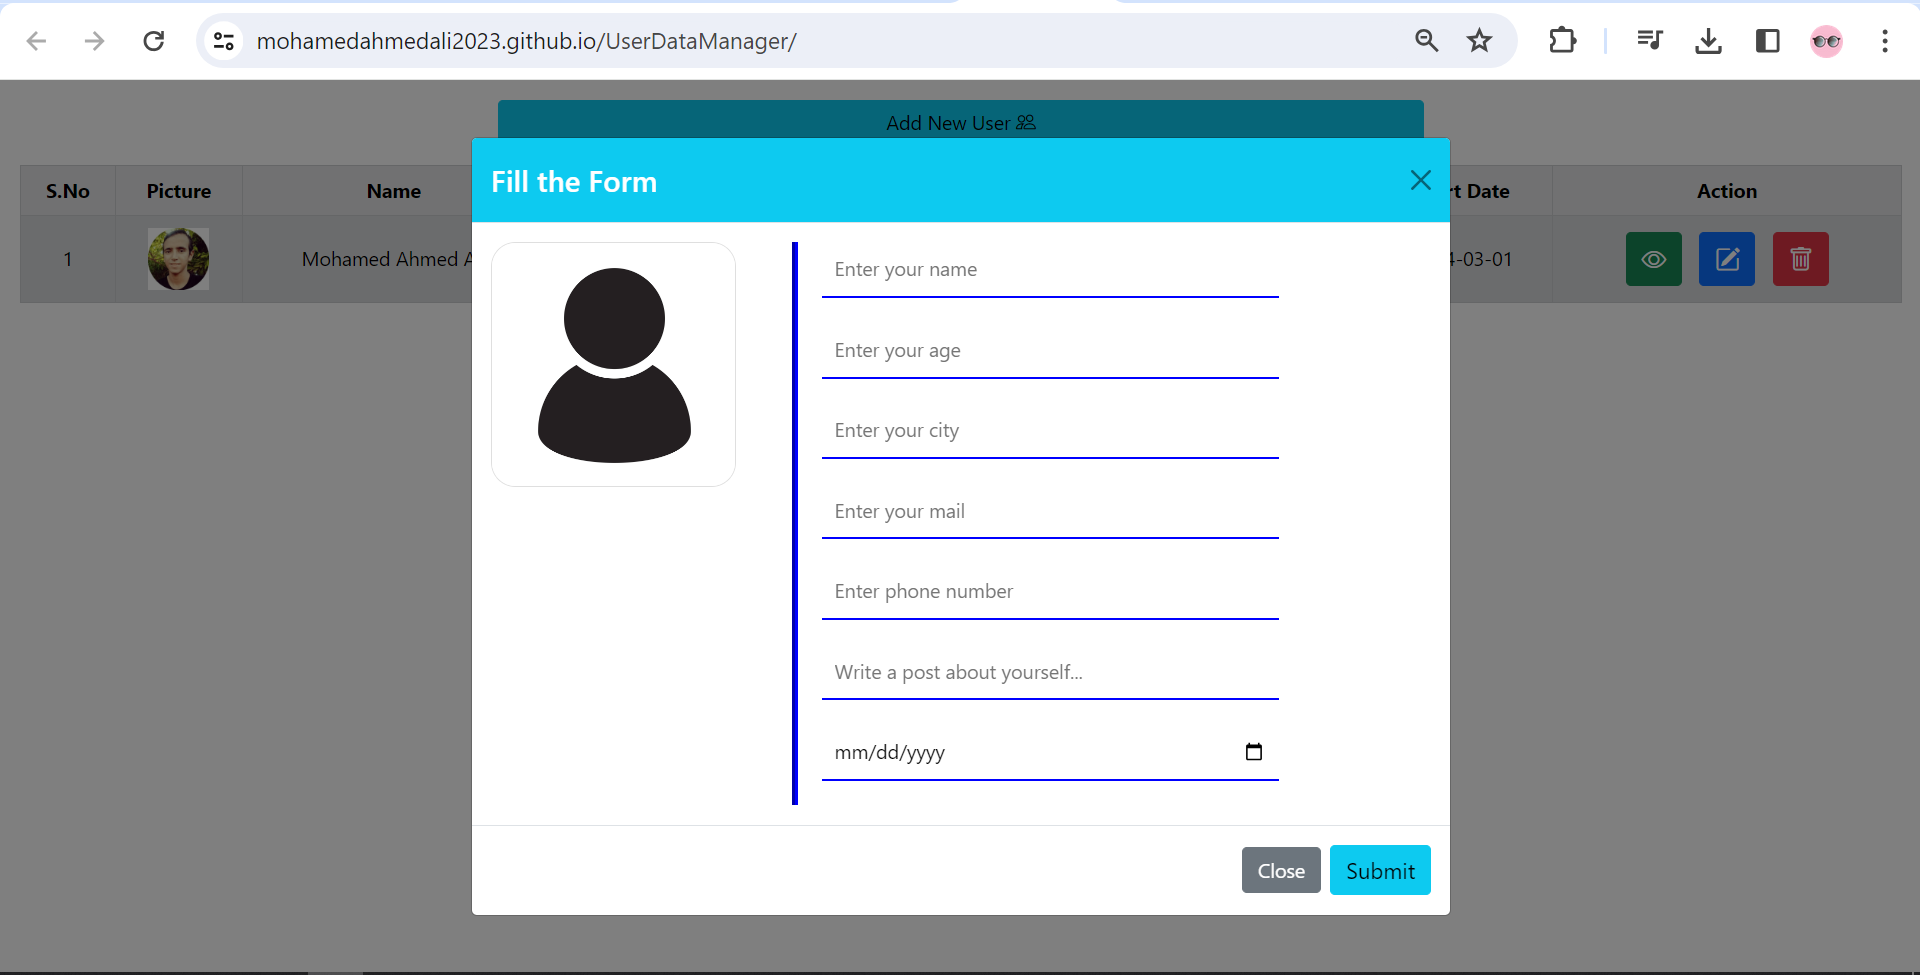 mohamedahmedali2023.github.io/UserDataManager/
Add New User
Fill the Form
S.No Picture Name t Date Action
1 Mohamed Ahmed A -03-01
Enter your name
Enter your age
Enter your city
Enter your mail
Enter phone number
Write a post about yourself...
mm/dd/yyyy
Close Submit